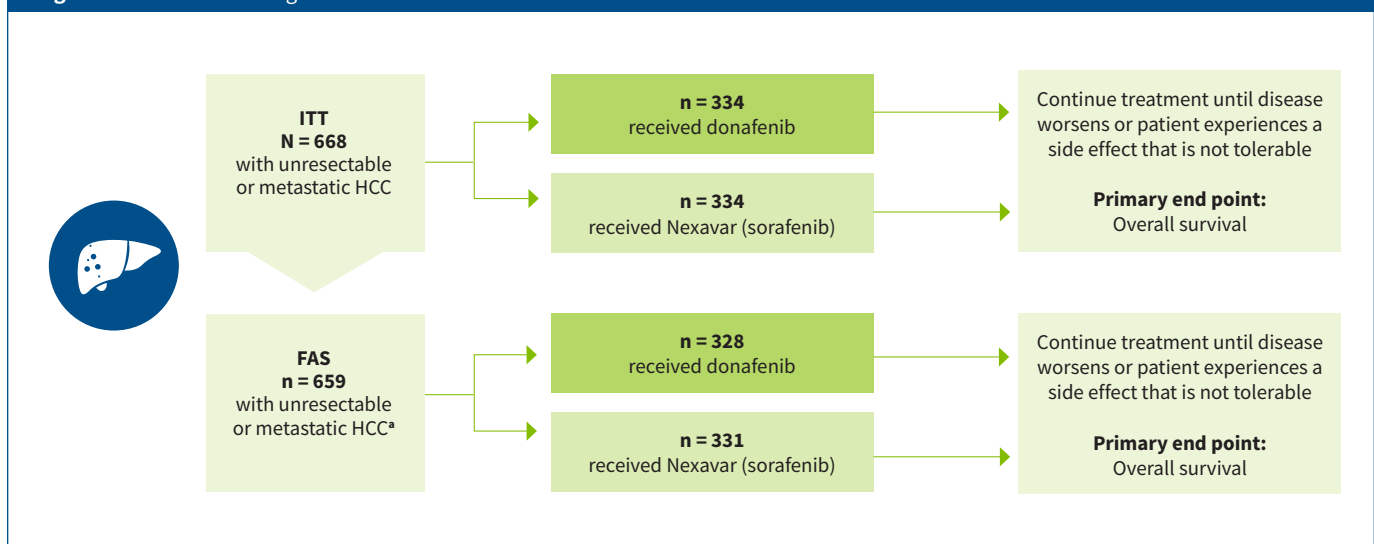 ITT
N = 668
with unresectable
or metastatic HCC
n = 334
received donafenib
n = 334
received Nexavar (sorafenib)
Continue treatment until disease
worsens or patient experiences a
side effect that is not tolerable
Primary end point:
Overall survival
FAS
n = 659
with unresectable
or metastatic HCCᵃ
n = 328
received donafenib
n = 331
received Nexavar (sorafenib)
Continue treatment until disease
worsens or patient experiences a
side effect that is not tolerable
Primary end point:
Overall survival